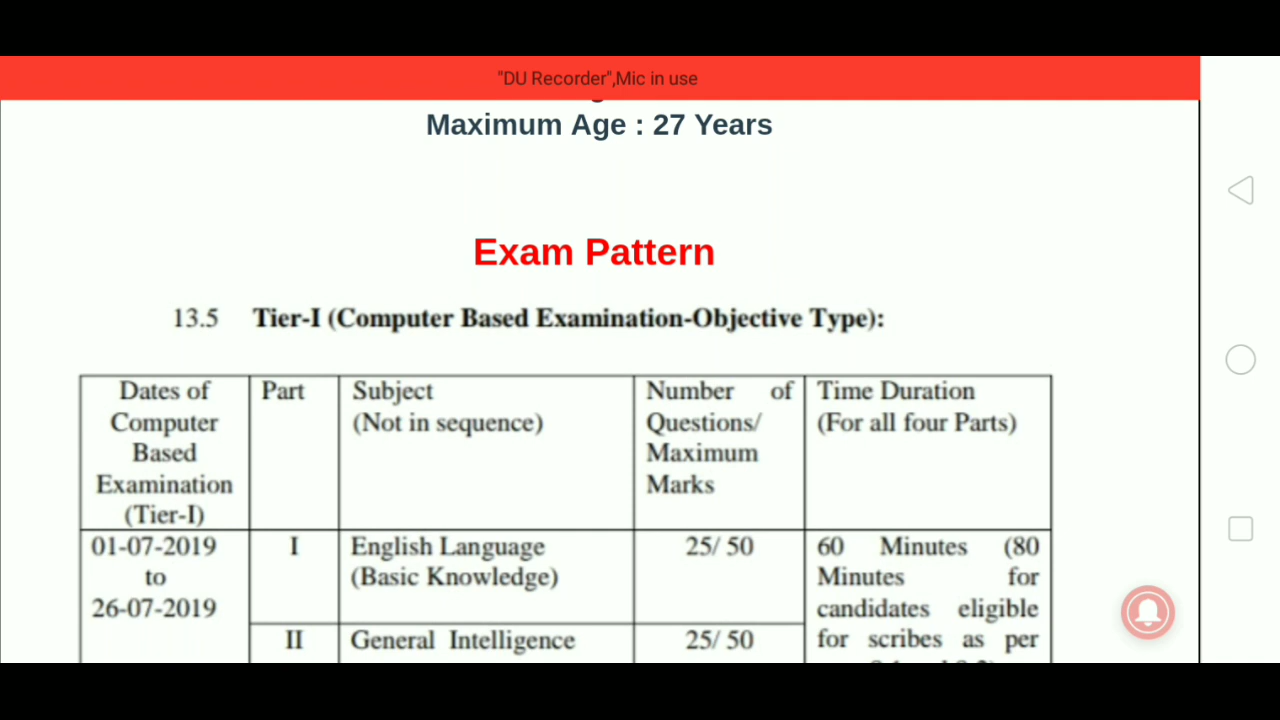 "DU Recorder",Mic in use
Maximum Age : 27 Years
Exam Pattern
13.5 Tier-I (Computer Based Examination-Objective Type):
Dates of Computer Based Examination (Tier-I)
Part
Subject
(Not in sequence)
Number of Questions/ Maximum Marks
Time Duration
(For all four Parts)
01-07-2019
to
26-07-2019
I
English Language
(Basic Knowledge)
25/ 50
60 Minutes (80
Minutes for
candidates eligible
for scribes as per
II
General Intelligence
25/ 50